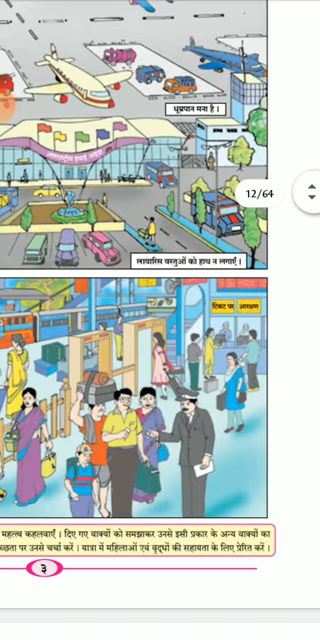 धूम्रपान मना है ।
12/64
लावारिस वस्तुओं को हाथ न लगाएँ ।
टिकट घर आरक्षण
महत्त्व कहलवाएँ । दिए गए वाक्यों को समझाकर उनसे इसी प्रकार के अन्य वाक्यों का
च्छता पर उनसे चर्चा करें । यात्रा में महिलाओं एवं वृद्धों की सहायता के लिए प्रेरित करें ।
३